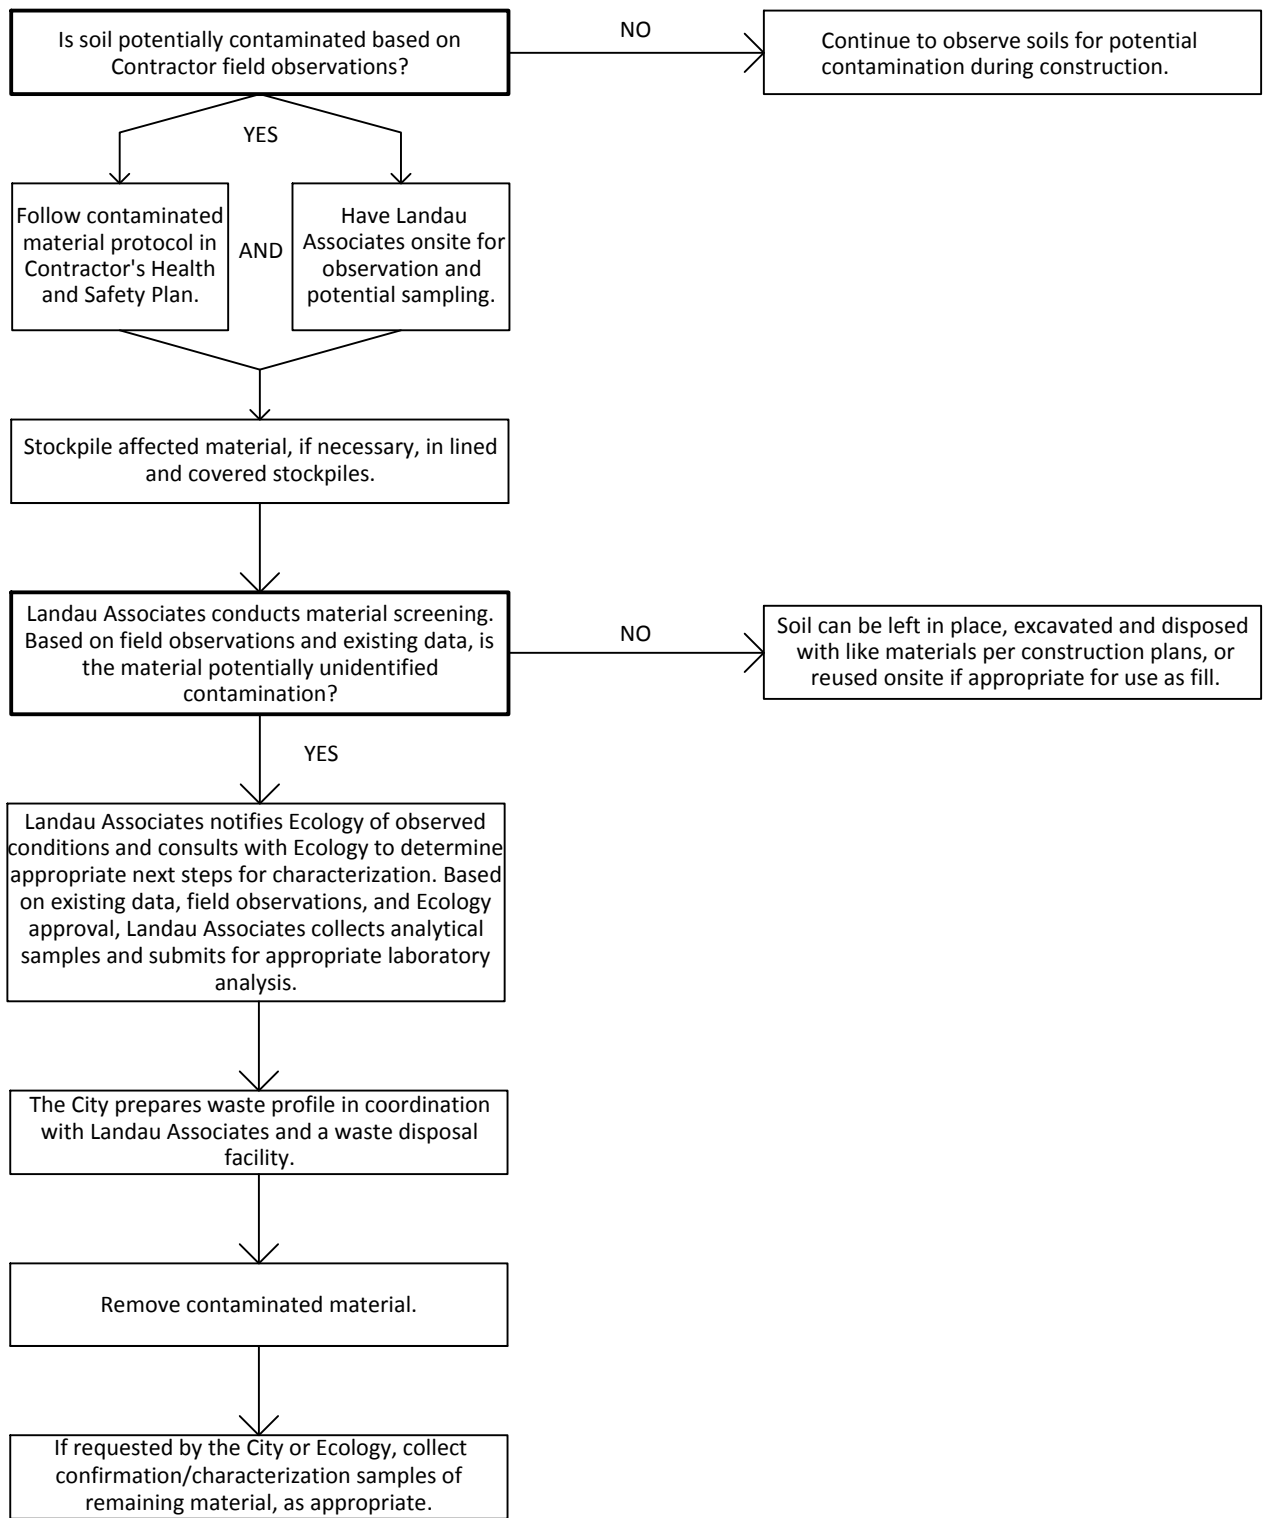 Is soil potentially contaminated based on
Contractor field observations?
NO
Continue to observe soils for potential
contamination during construction.
YES
Follow contaminated
material protocol in
Contractor's Health
and Safety Plan.
AND
Have Landau
Associates onsite for
observation and
potential sampling.
Stockpile affected material, if necessary, in lined
and covered stockpiles.
Landau Associates conducts material screening.
Based on field observations and existing data, is
the material potentially unidentified
contamination?
NO
Soil can be left in place, excavated and disposed
with like materials per construction plans, or
reused onsite if appropriate for use as fill.
YES
Landau Associates notifies Ecology of observed
conditions and consults with Ecology to determine
appropriate next steps for characterization. Based
on existing data, field observations, and Ecology
approval, Landau Associates collects analytical
samples and submits for appropriate laboratory
analysis.
The City prepares waste profile in coordination
with Landau Associates and a waste disposal
facility.
Remove contaminated material.
If requested by the City or Ecology, collect
confirmation/characterization samples of
remaining material, as appropriate.